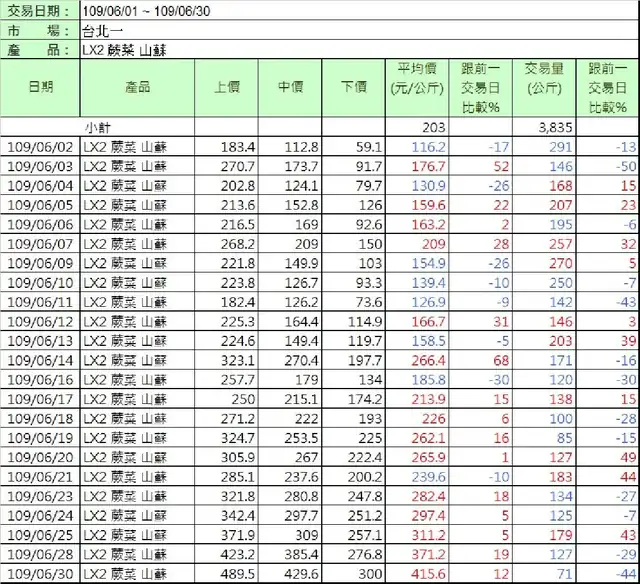 交易日期： 109/06/01 ~ 109/06/30
市 場： 台北一
產 品： LX2 蕨菜 山蘇
日期 產品 上價 中價 下價 平均價(元/公斤) 跟前一交易日比較% 交易量(公斤) 跟前一交易日比較%
小計 203 3,835
109/06/02 LX2 蕨菜 山蘇 183.4 112.8 59.1 116.2 -17 291 -13
109/06/03 LX2 蕨菜 山蘇 270.7 173.7 91.7 176.7 52 146 -50
109/06/04 LX2 蕨菜 山蘇 202.8 124.1 79.7 130.9 -26 168 15
109/06/05 LX2 蕨菜 山蘇 213.6 152.8 126 159.6 22 207 23
109/06/06 LX2 蕨菜 山蘇 216.5 169 92.6 163.2 2 195 -6
109/06/07 LX2 蕨菜 山蘇 268.2 209 150 209 28 257 32
109/06/09 LX2 蕨菜 山蘇 221.8 149.9 103 154.9 -26 270 5
109/06/10 LX2 蕨菜 山蘇 223.8 126.7 93.3 139.4 -10 250 -7
109/06/11 LX2 蕨菜 山蘇 182.4 126.2 73.6 126.9 -9 142 -43
109/06/12 LX2 蕨菜 山蘇 225.3 164.4 114.9 166.7 31 146 3
109/06/13 LX2 蕨菜 山蘇 224.6 149.4 119.7 158.5 -5 203 39
109/06/14 LX2 蕨菜 山蘇 323.1 270.4 197.7 266.4 68 171 -16
109/06/16 LX2 蕨菜 山蘇 257.7 179 134 185.8 -30 120 -30
109/06/17 LX2 蕨菜 山蘇 250 215.1 174.2 213.9 15 138 15
109/06/18 LX2 蕨菜 山蘇 271.2 222 193 226 6 100 -28
109/06/19 LX2 蕨菜 山蘇 324.7 253.5 225 262.1 16 85 -15
109/06/20 LX2 蕨菜 山蘇 305.9 267 222.4 265.9 1 127 49
109/06/21 LX2 蕨菜 山蘇 285.1 237.6 200.2 239.6 -10 183 44
109/06/23 LX2 蕨菜 山蘇 321.8 280.8 247.8 282.4 18 134 -27
109/06/24 LX2 蕨菜 山蘇 342.4 297.7 251.2 297.4 5 125 -7
109/06/25 LX2 蕨菜 山蘇 371.9 309 257.1 311.2 5 179 43
109/06/28 LX2 蕨菜 山蘇 423.2 385.4 276.8 371.2 19 127 -29
109/06/30 LX2 蕨菜 山蘇 489.5 429.6 300 415.6 12 71 -44